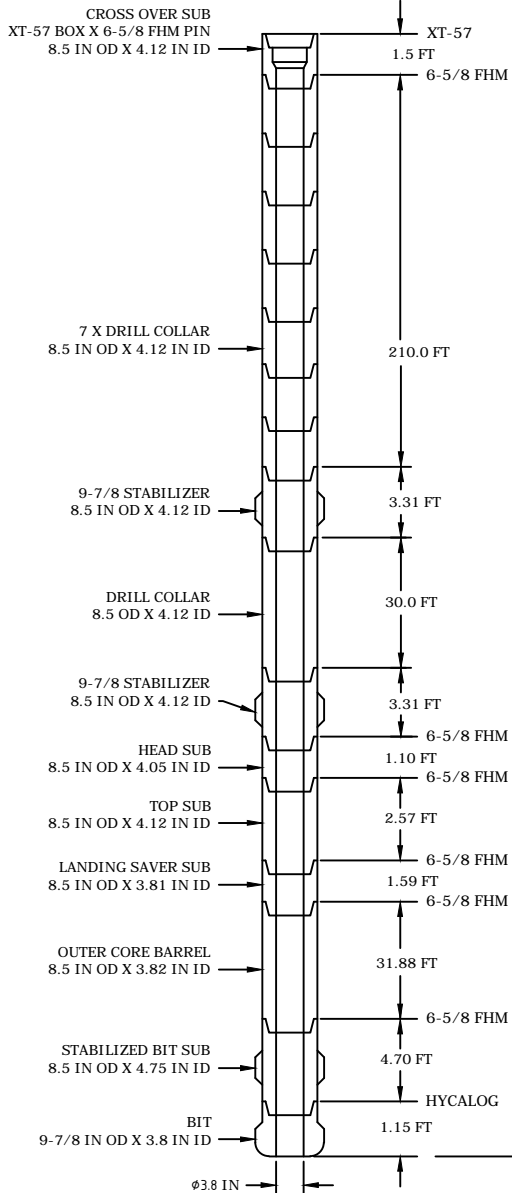 CROSS OVER SUB
XT-57 BOX X 6-5/8 FHM PIN
8.5 IN OD X 4.12 IN ID
XT-57
1.5 FT
6-5/8 FHM
7 X DRILL COLLAR
8.5 IN OD X 4.12 IN ID
210.0 FT
9-7/8 STABILIZER
8.5 IN OD X 4.12 ID
3.31 FT
DRILL COLLAR
8.5 OD X 4.12 ID
30.0 FT
9-7/8 STABILIZER
8.5 IN OD X 4.12 ID
3.31 FT
6-5/8 FHM
HEAD SUB
8.5 IN OD X 4.05 IN ID
1.10 FT
6-5/8 FHM
TOP SUB
8.5 IN OD X 4.12 IN ID
2.57 FT
6-5/8 FHM
LANDING SAVER SUB
8.5 IN OD X 3.81 IN ID
1.59 FT
6-5/8 FHM
OUTER CORE BARREL
8.5 IN OD X 3.82 IN ID
31.88 FT
6-5/8 FHM
STABILIZED BIT SUB
8.5 IN OD X 4.75 IN ID
4.70 FT
HYCALOG
BIT
9-7/8 IN OD X 3.8 IN ID
1.15 FT
ϕ3.8 IN